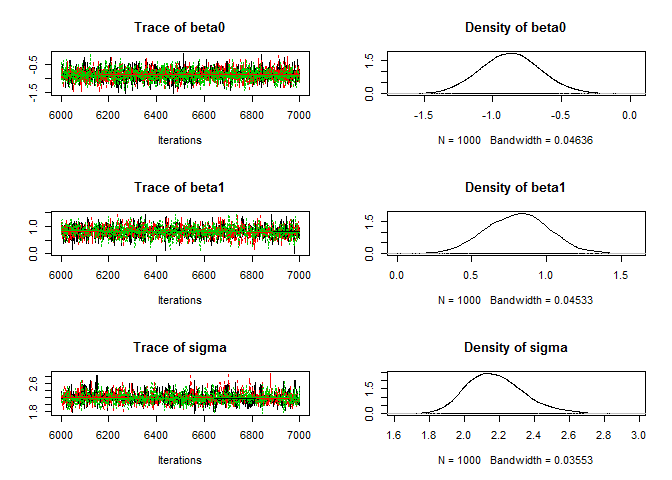 Trace of beta0
-0.5
-1.5
6000 6200 6400 6600 6800 7000
Iterations
Density of beta0
1.5
0.0
-1.5 -1.0 -0.5 0.0
N = 1000 Bandwidth = 0.04636
Trace of beta1
1.0
0.0
6000 6200 6400 6600 6800 7000
Iterations
Density of beta1
1.5
0.0
0.0 0.5 1.0 1.5
N = 1000 Bandwidth = 0.04533
Trace of sigma
2.6
1.8
6000 6200 6400 6600 6800 7000
Iterations
Density of sigma
1.5
0.0
1.6 1.8 2.0 2.2 2.4 2.6 2.8 3.0
N = 1000 Bandwidth = 0.03553